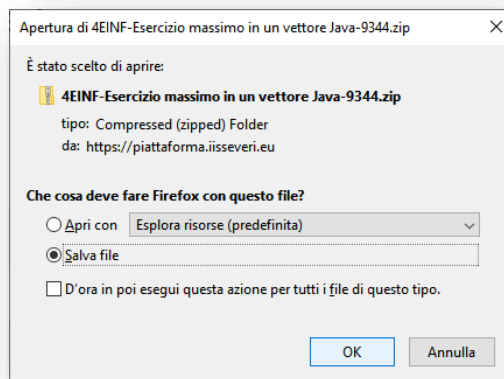 Apertura di 4EINF-Esercizio massimo in un vettore Java-9344.zip
È stato scelto di aprire:
4EINF-Esercizio massimo in un vettore Java-9344.zip
tipo: Compressed (zipped) Folder
da: https://piattaforma.iisseveri.eu
Che cosa deve fare Firefox con questo file?
Apri con Esplora risorse (predefinita)
Salva file
D'ora in poi esegui questa azione per tutti i file di questo tipo.
OK Annulla